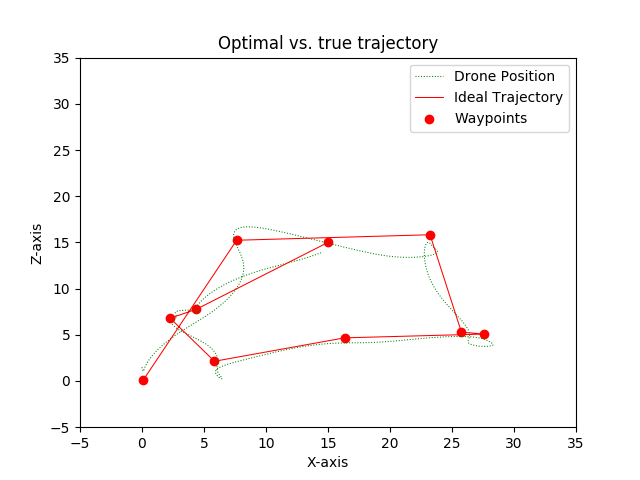 Optimal vs. true trajectory
Drone Position
Ideal Trajectory
Waypoints
Z-axis
35
30
25
20
15
10
5
0
−5
−5 0 5 10 15 20 25 30 35
X-axis